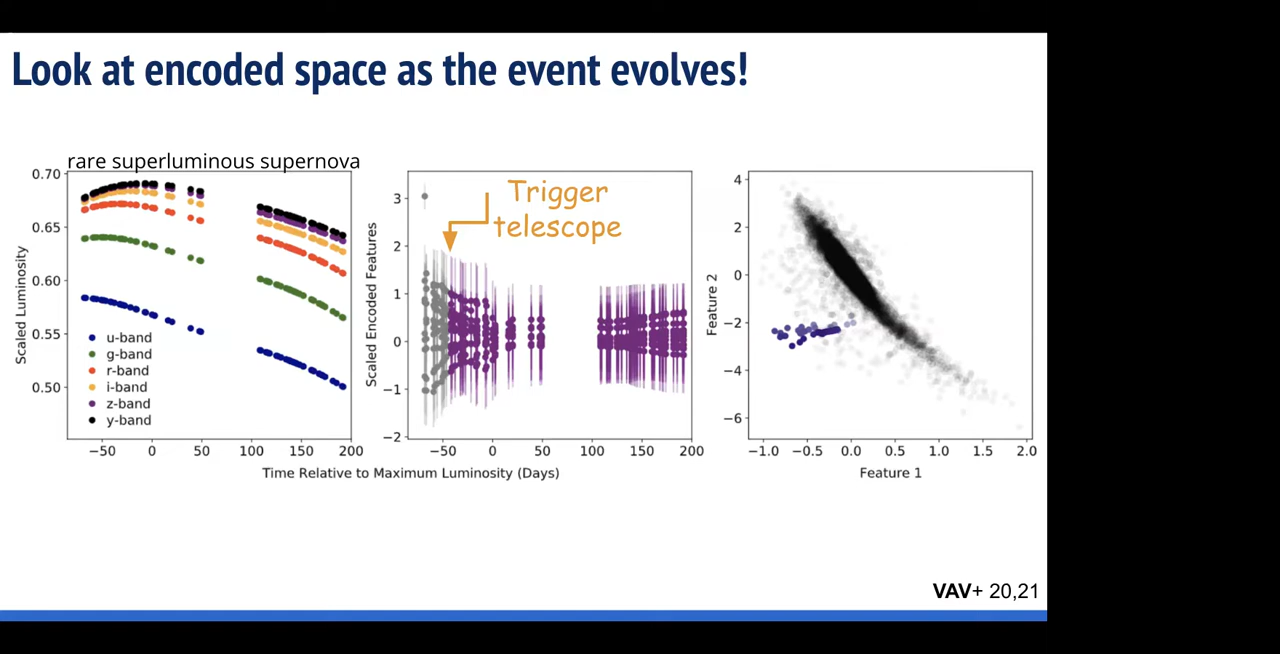 Look at encoded space as the event evolves!
rare superluminous supernova
Scaled Luminosity
0.70
0.65
0.60
0.55
0.50
u-band
g-band
r-band
i-band
z-band
y-band
−50 0 50 100 150 200
Scaled Encoded Features
3
2
1
0
−1
−2
Trigger
telescope
−50 0 50 100 150 200
Time Relative to Maximum Luminosity (Days)
Feature 2
4
2
0
−2
−4
−6
−1.0 −0.5 0.0 0.5 1.0 1.5 2.0
Feature 1
VAV+ 20,21